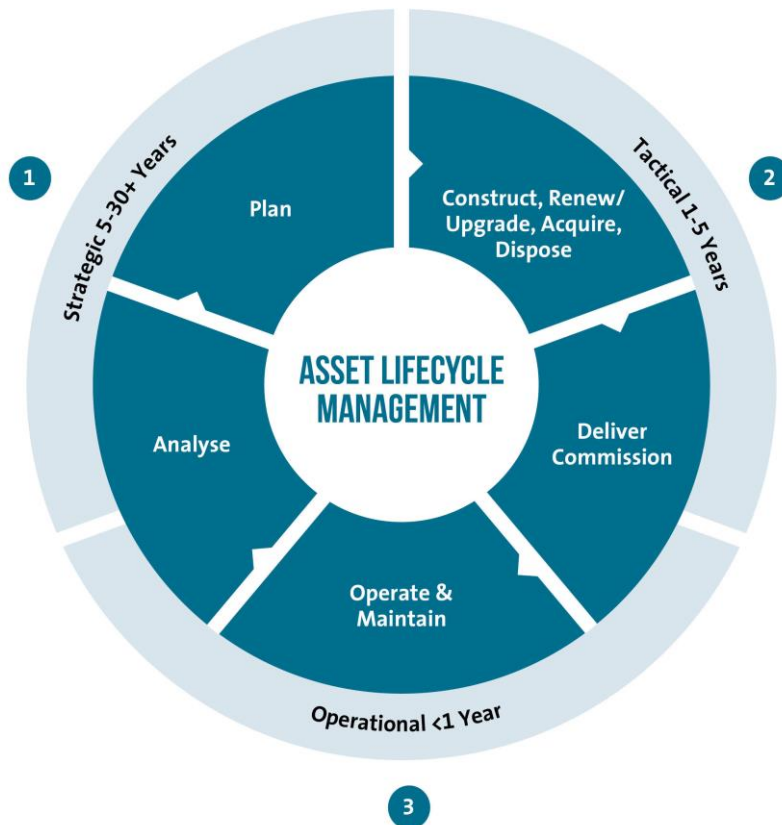 1
Strategic 5-30+ Years
Plan
2
Tactical 1-5 Years
Construct, Renew/
Upgrade, Acquire,
Dispose
ASSET LIFECYCLE
MANAGEMENT
Analyse
Deliver
Commission
Operate &
Maintain
Operational <1 Year
3